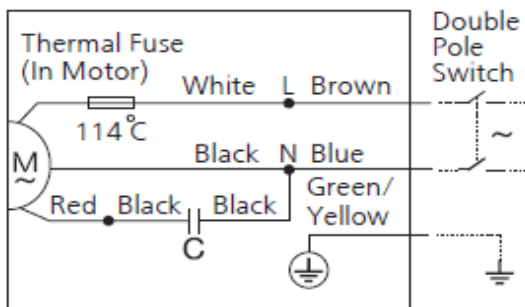 Thermal Fuse
(In Motor)
114°C
White L Brown
Double
Pole
Switch
~
M
~
Black N Blue
Red Black Black
C
Green/
Yellow